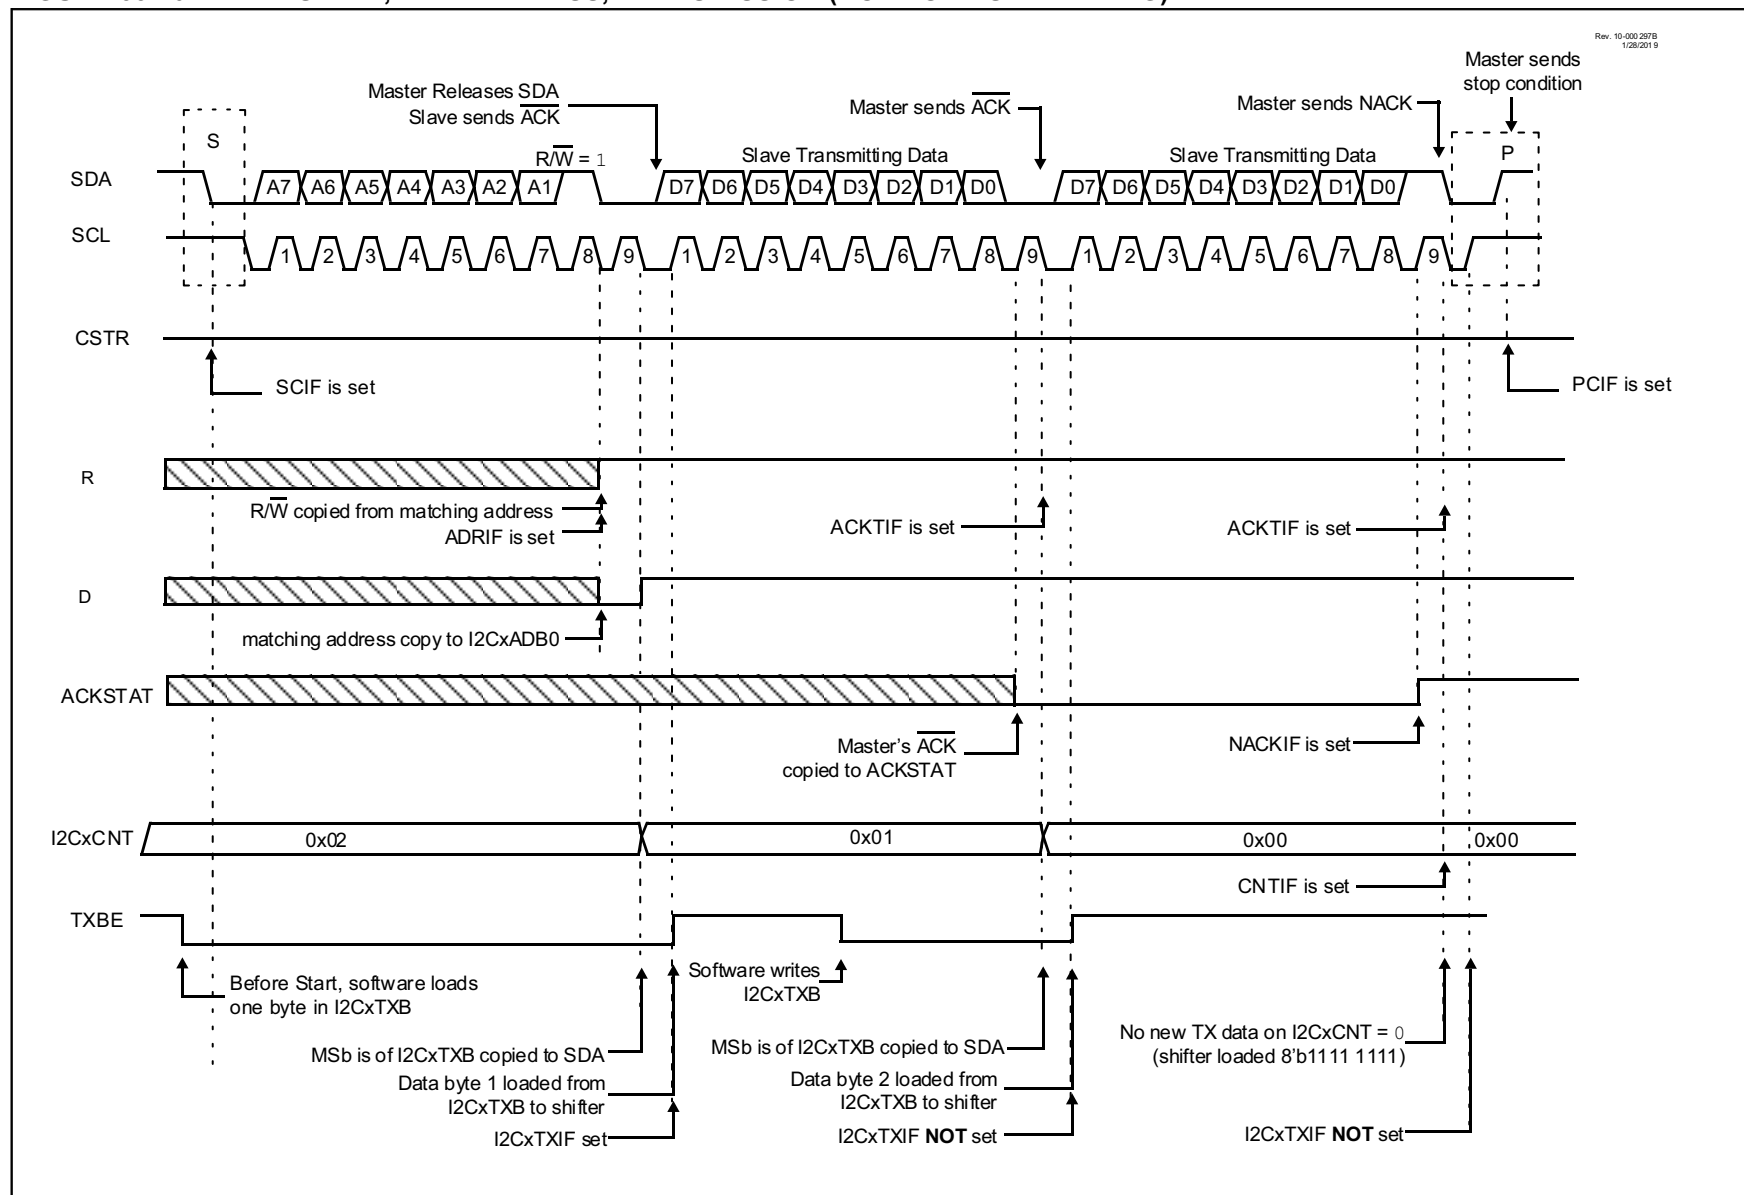 Rev. 10-000 297B
1/28/201 9
Master sends
stop condition
Master Releases SDA
Slave sends ACK
Master sends ACK
Master sends NACK
S
R/W = 1
Slave Transmitting Data
Slave Transmitting Data
P
SDA
A7 A6 A5 A4 A3 A2 A1
D7 D6 D5 D4 D3 D2 D1 D0
D7 D6 D5 D4 D3 D2 D1 D0
SCL
1 2 3 4 5 6 7 8 9
1 2 3 4 5 6 7 8 9
1 2 3 4 5 6 7 8 9
CSTR
SCIF is set
PCIF is set
R
R/W copied from matching address
ADRIF is set
ACKTIF is set
ACKTIF is set
D
matching address copy to I2CxADB0
ACKSTAT
Master's ACK
copied to ACKSTAT
NACKIF is set
I2CxCNT
0x02
0x01
0x00
0x00
CNTIF is set
TXBE
Before Start, software loads
one byte in I2CxTXB
Software writes
I2CxTXB
MSb is of I2CxTXB copied to SDA
Data byte 1 loaded from
I2CxTXB to shifter
I2CxTXIF set
MSb is of I2CxTXB copied to SDA
Data byte 2 loaded from
I2CxTXB to shifter
I2CxTXIF NOT set
No new TX data on I2CxCNT = 0
(shifter loaded 8'b1111 1111)
I2CxTXIF NOT set